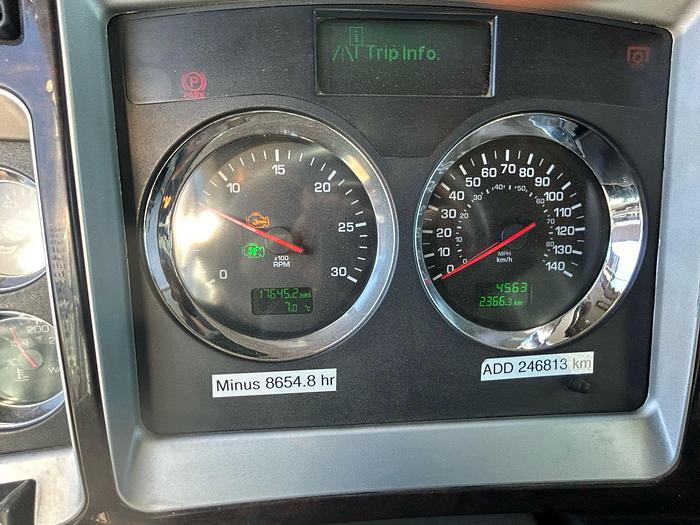 i
Trip Info.
P
PARK
0
10
15
20
25
30
x100
RPM
17645.2 HRS
7.0 °C
0
10
20
30
40
50
60
70
80
90
100
110
120
130
140
MPH
km/h
4563
2366.3 km
Minus 8654.8 hr
ADD 246813 km
200